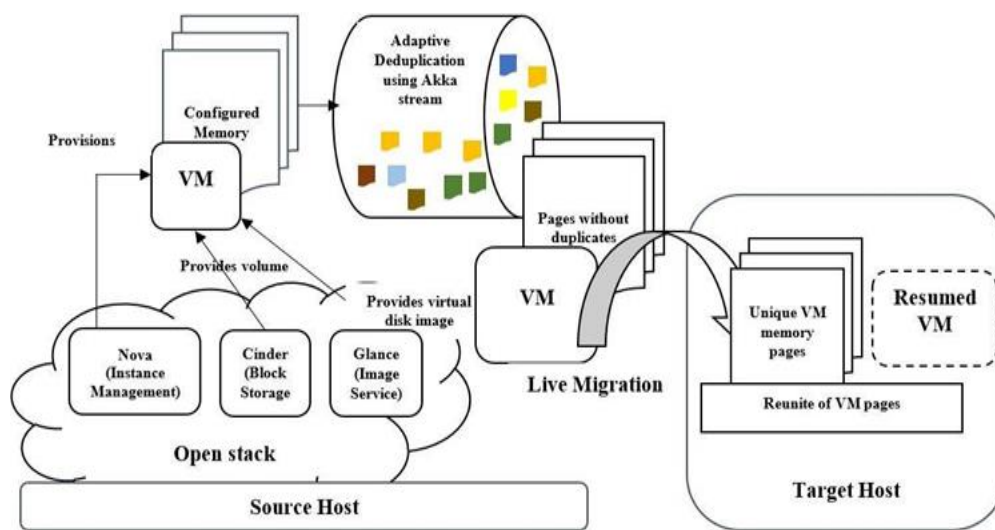 Adaptive
Deduplication
using Akka
stream
Configured
Memory
Provisions
VM
Pages without
duplicates
Provides volume
VM
Provides virtual
disk image
Unique VM
memory
pages
Resumed
VM
Nova
(Instance
Management)
Cinder
(Block
Storage
Glance
(Image
Service)
Live Migration
Reunite of VM pages
Open stack
Source Host
Target Host